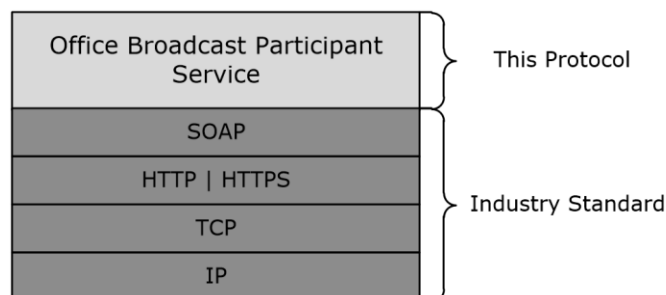 Office Broadcast Participant
Service
This Protocol
SOAP
HTTP | HTTPS
TCP
IP
Industry Standard